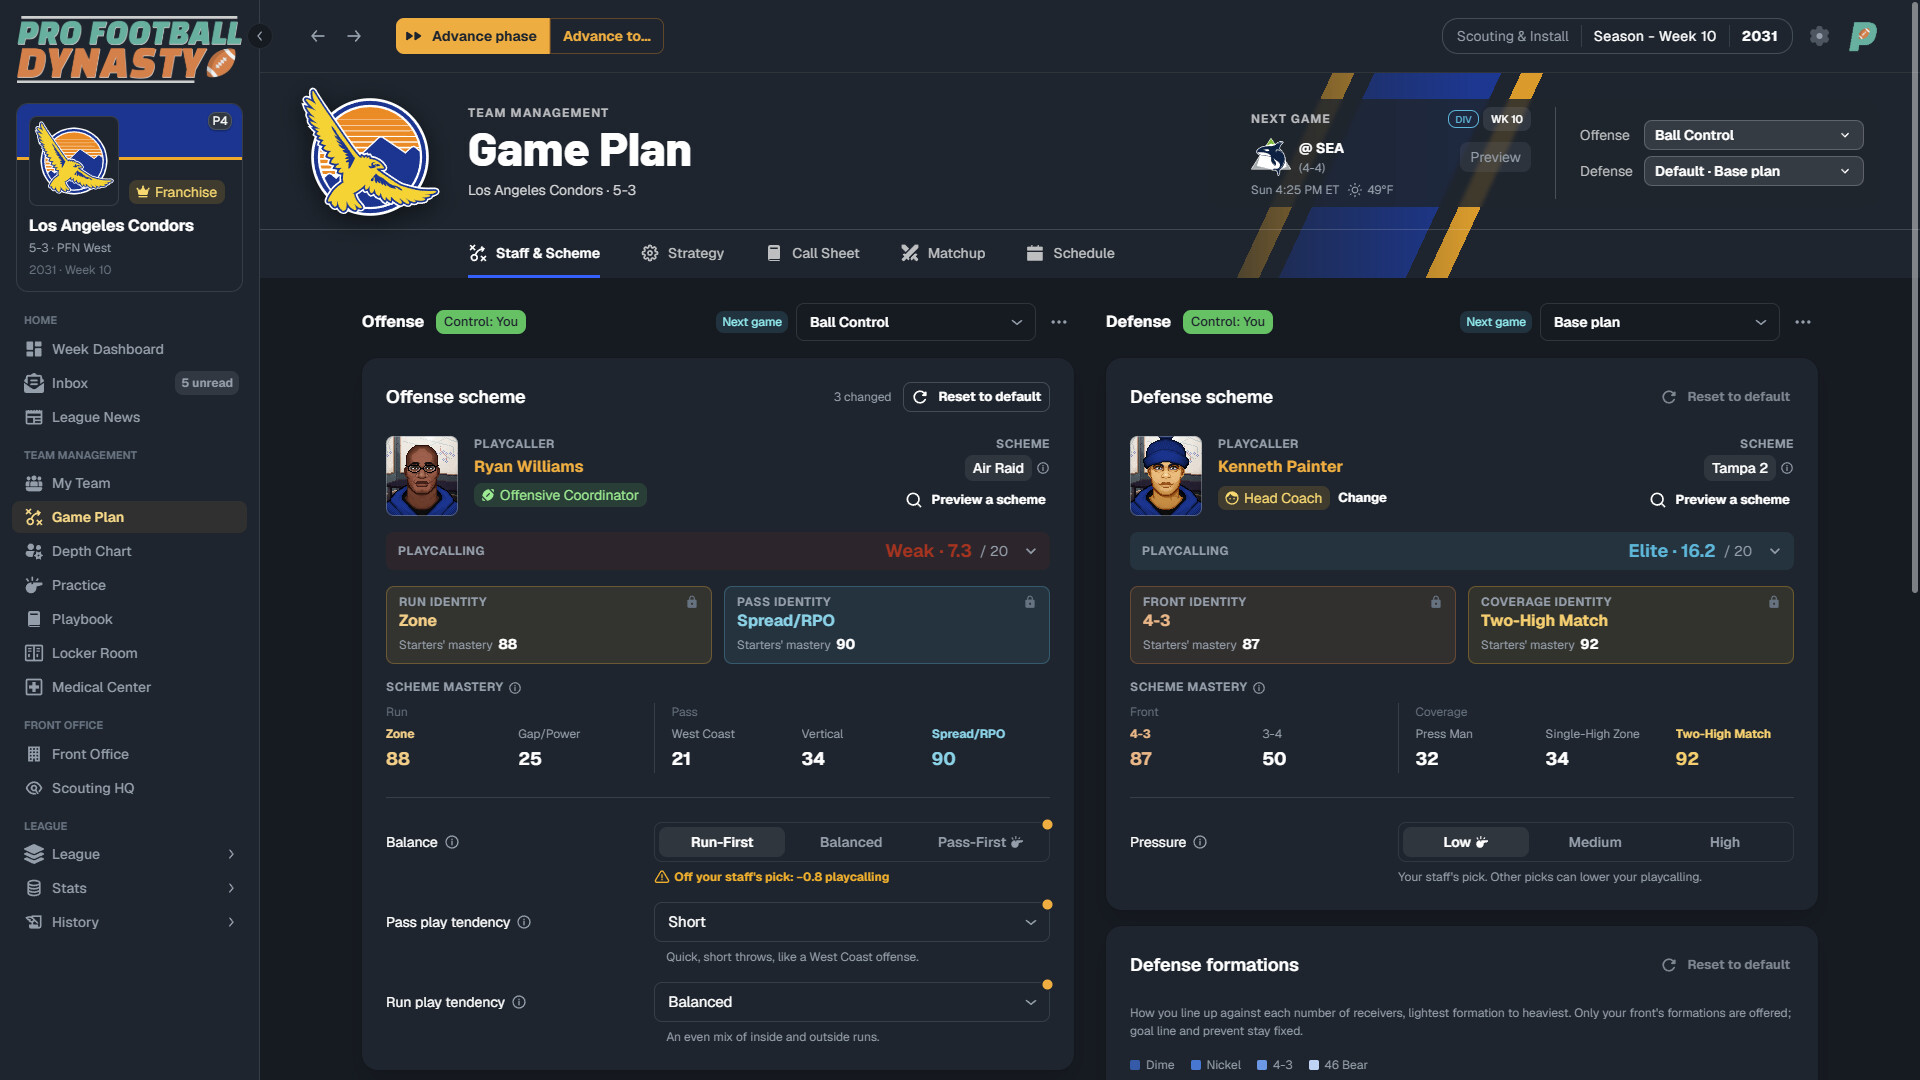 PRO FOOTBALL
DYNASTY
P4
Franchise
Los Angeles Condors
5-3 · PFN West
2031 · Week 10
HOME
Week Dashboard
Inbox
5 unread
League News
TEAM MANAGEMENT
My Team
Game Plan
Depth Chart
Practice
Playbook
Locker Room
Medical Center
FRONT OFFICE
Front Office
Scouting HQ
LEAGUE
League
Stats
History
Advance phase
Advance to...
Scouting & Install
Season - Week 10
2031
TEAM MANAGEMENT
Game Plan
Los Angeles Condors · 5-3
NEXT GAME
DIV
WK 10
@ SEA
(4-4)
Preview
Sun 4:25 PM ET
49°F
Offense
Ball Control
Defense
Default · Base plan
Staff & Scheme
Strategy
Call Sheet
Matchup
Schedule
Offense
Control: You
Next game
Ball Control
Offense scheme
3 changed
Reset to default
PLAYCALLER
Ryan Williams
Offensive Coordinator
SCHEME
Air Raid
Preview a scheme
PLAYCALLING
Weak · 7.3 / 20
RUN IDENTITY
Zone
Starters' mastery 88
PASS IDENTITY
Spread/RPO
Starters' mastery 90
SCHEME MASTERY
Run
Zone
88
Gap/Power
25
Pass
West Coast
21
Vertical
34
Spread/RPO
90
Balance
Run-First
Balanced
Pass-First
Off your staff's pick: −0.8 playcalling
Pass play tendency
Short
Quick, short throws, like a West Coast offense.
Run play tendency
Balanced
An even mix of inside and outside runs.
Defense
Control: You
Next game
Base plan
Defense scheme
Reset to default
PLAYCALLER
Kenneth Painter
Head Coach
Change
SCHEME
Tampa 2
Preview a scheme
PLAYCALLING
Elite · 16.2 / 20
FRONT IDENTITY
4-3
Starters' mastery 87
COVERAGE IDENTITY
Two-High Match
Starters' mastery 92
SCHEME MASTERY
Front
4-3
87
3-4
50
Coverage
Press Man
32
Single-High Zone
34
Two-High Match
92
Pressure
Low
Medium
High
Your staff's pick. Other picks can lower your playcalling.
Defense formations
Reset to default
How you line up against each number of receivers, lightest formation to heaviest. Only your front's formations are offered;
goal line and prevent stay fixed.
Dime
Nickel
4-3
46 Bear